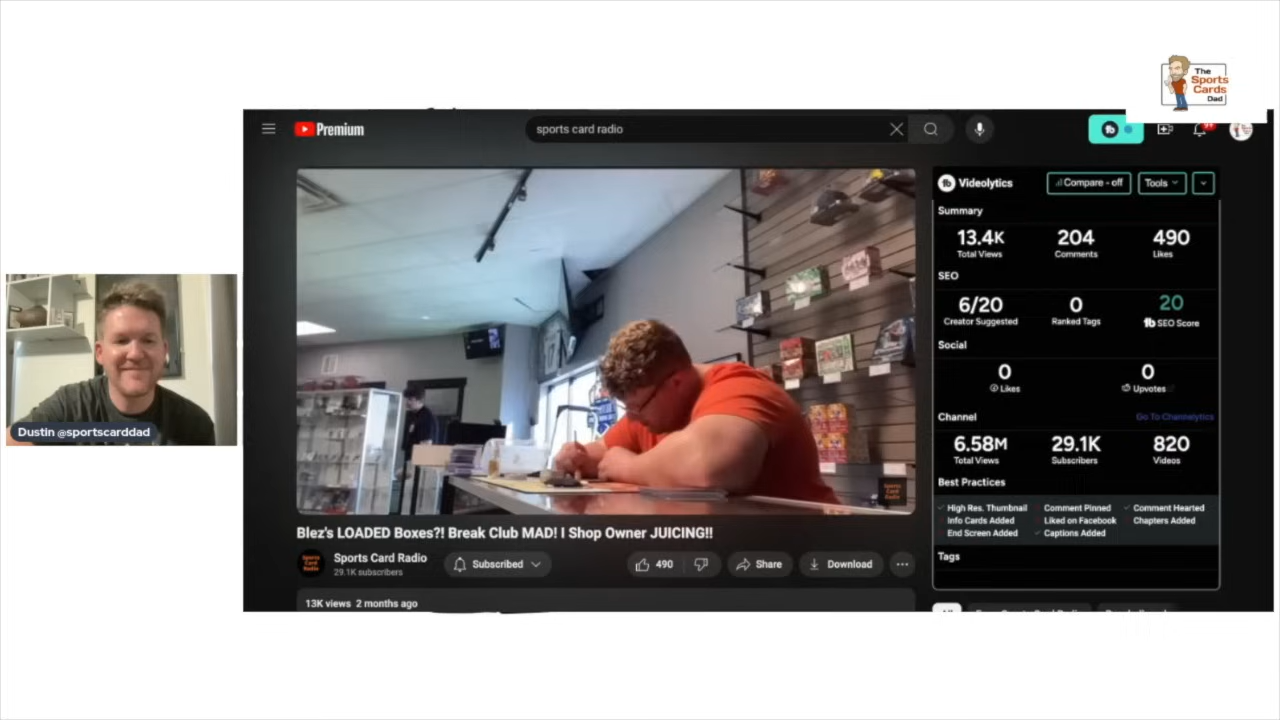 The
Sports
Cards
Dad
Premium
sports card radio
Videolytics
Compare - off
Tools
Summary
13.4K
204
490
Total Views
Comments
Likes
SEO
6/20
0
20
Creator Suggested
Ranked Tags
SEO Score
Social
0
0
Likes
Upvotes
Channel
Go To Channelytics
6.58M
29.1K
820
Total Views
Subscribers
Videos
Best Practices
High Res. Thumbnail
Comment Pinned
Comment Hearted
Info Cards Added
Liked on Facebook
Chapters Added
End Screen Added
Captions Added
Tags
Dustin @sportscarddad
Sports
Card
Radio
Blez's LOADED Boxes?! Break Club MAD! I Shop Owner JUICING!!
Sports Card Radio
29.1K subscribers
Subscribed
490
Share
Download
13K views 2 months ago